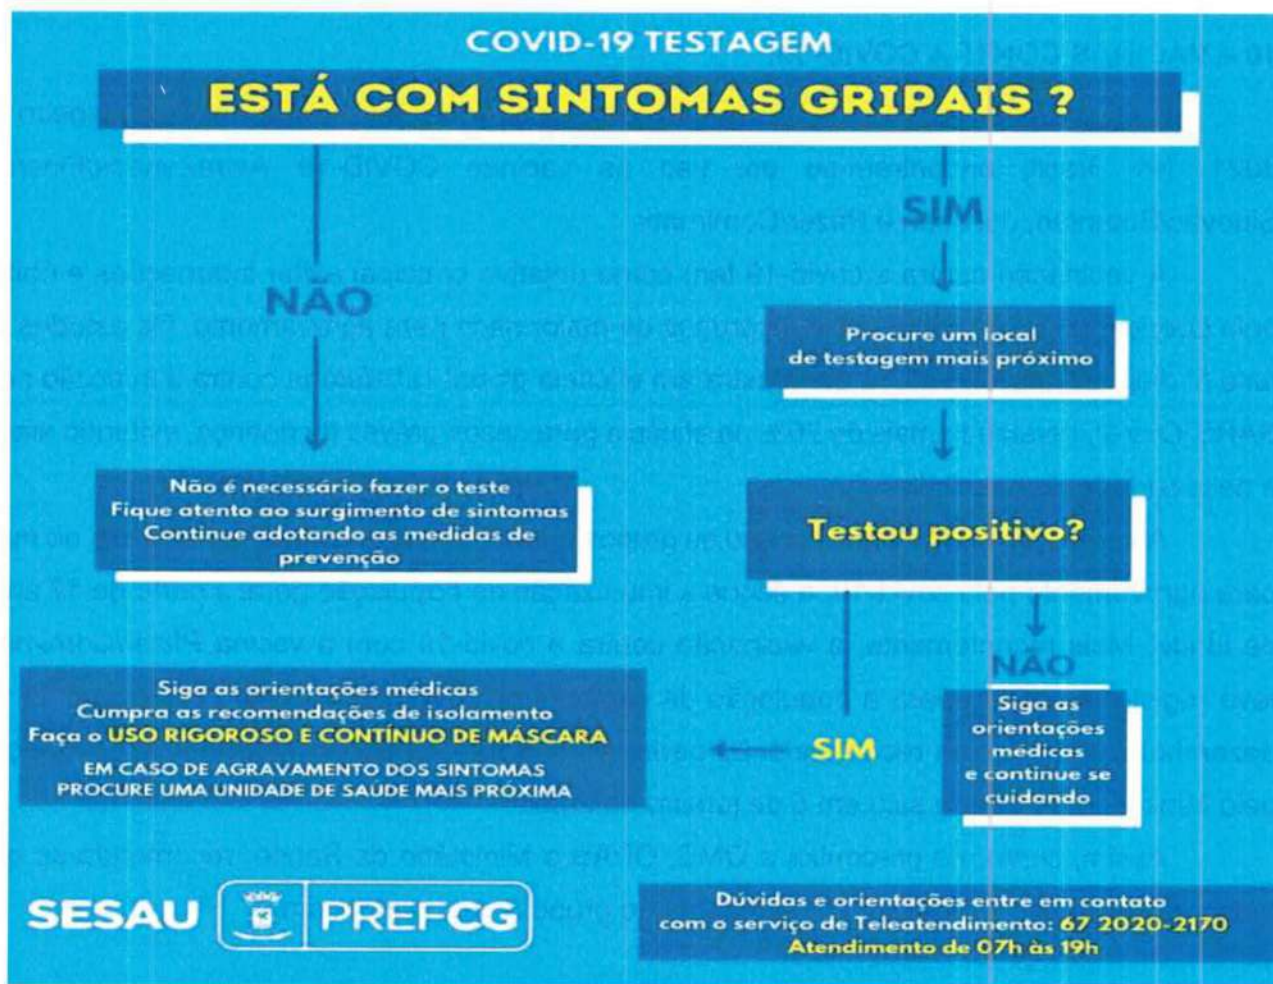 COVID-19 TESTAGEM
ESTÁ COM SINTOMAS GRIPAIS ?
NÃO
Não é necessário fazer o teste
Fique atento ao surgimento de sintomas
Continue adotando as medidas de
prevenção
SIM
Procure um local
de testagem mais próximo
Testou positivo?
NÃO
Siga as
orientações
médicas
e continue se
cuidando
SIM
Siga as orientações médicas
Cumpra as recomendações de isolamento
Faça o USO RIGOROSO E CONTÍNUO DE MÁSCARA
EM CASO DE AGRAVAMENTO DOS SINTOMAS
PROCURE UMA UNIDADE DE SAÚDE MAIS PRÓXIMA
SESAU PREFCG
Dúvidas e orientações entre em contato
com o serviço de Teleatendimento: 67 2020-2170
Atendimento de 07h às 19h